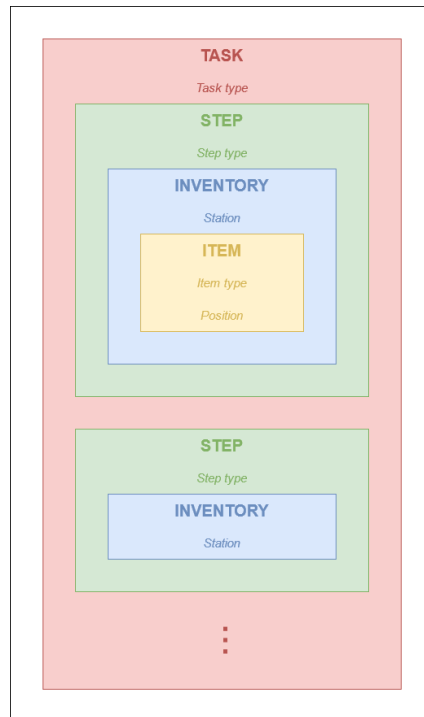 TASK
Task type
STEP
Step type
INVENTORY
Station
ITEM
Item type
Position
STEP
Step type
INVENTORY
Station